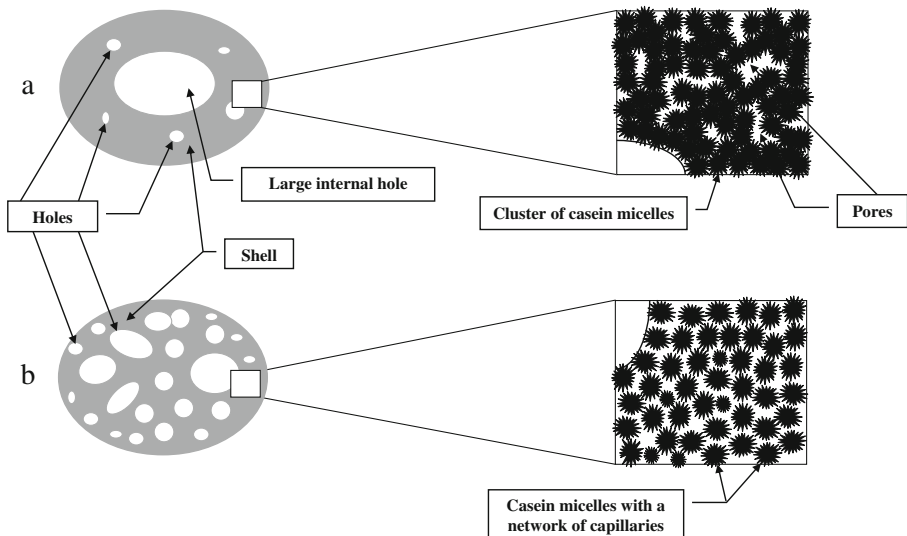 a
Large internal hole
Cluster of casein micelles
Pores
Holes
Shell
b
Casein micelles with a
network of capillaries